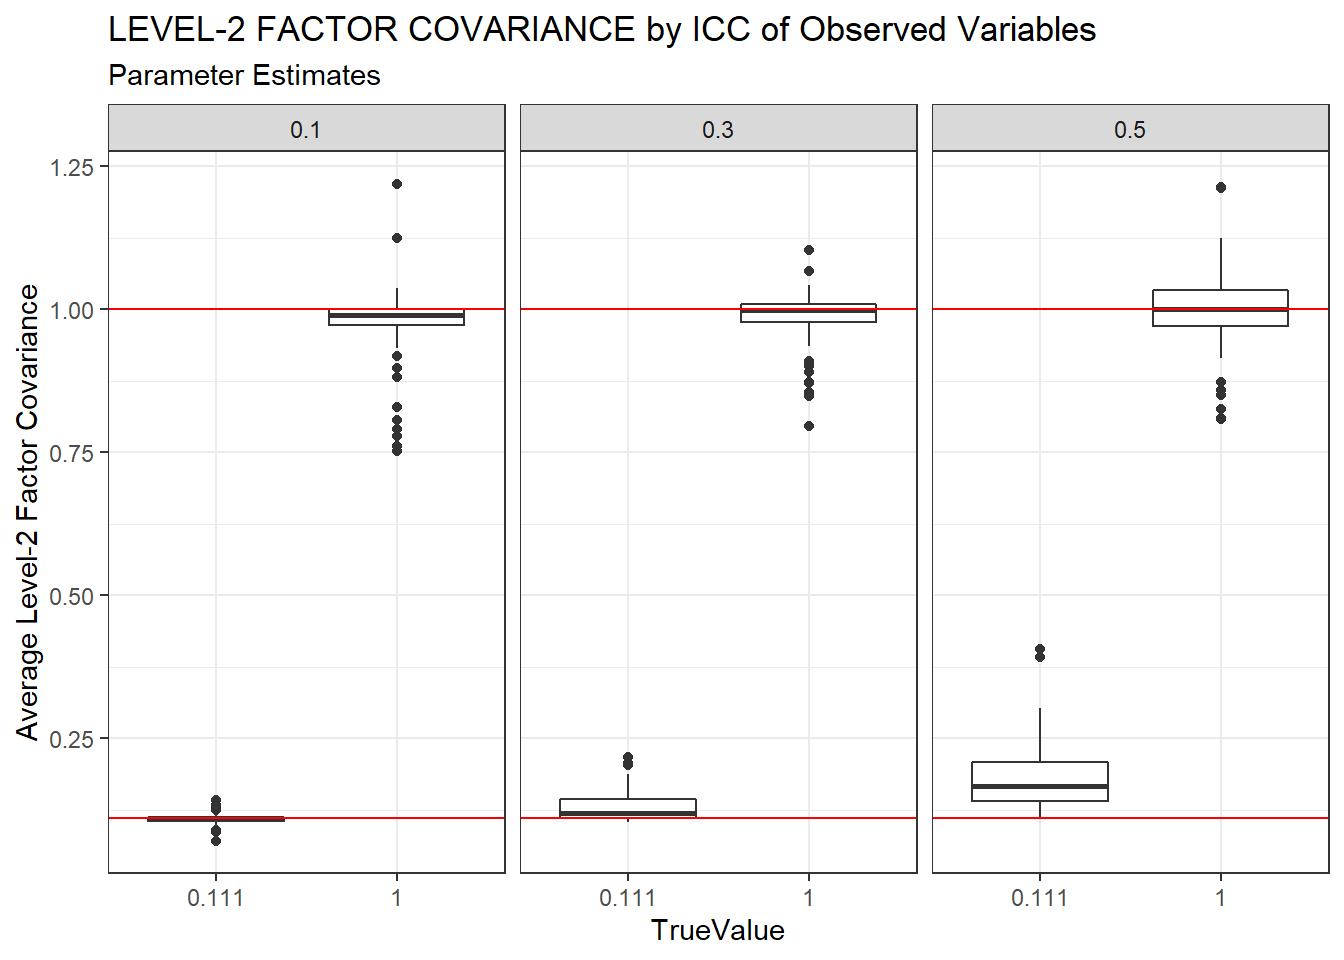 LEVEL-2 FACTOR COVARIANCE by ICC of Observed Variables
Parameter Estimates
0.1 0.3 0.5
Average Level-2 Factor Covariance
1.25
1.00
0.75
0.50
0.25
0.111 1 0.111 1 0.111 1
TrueValue